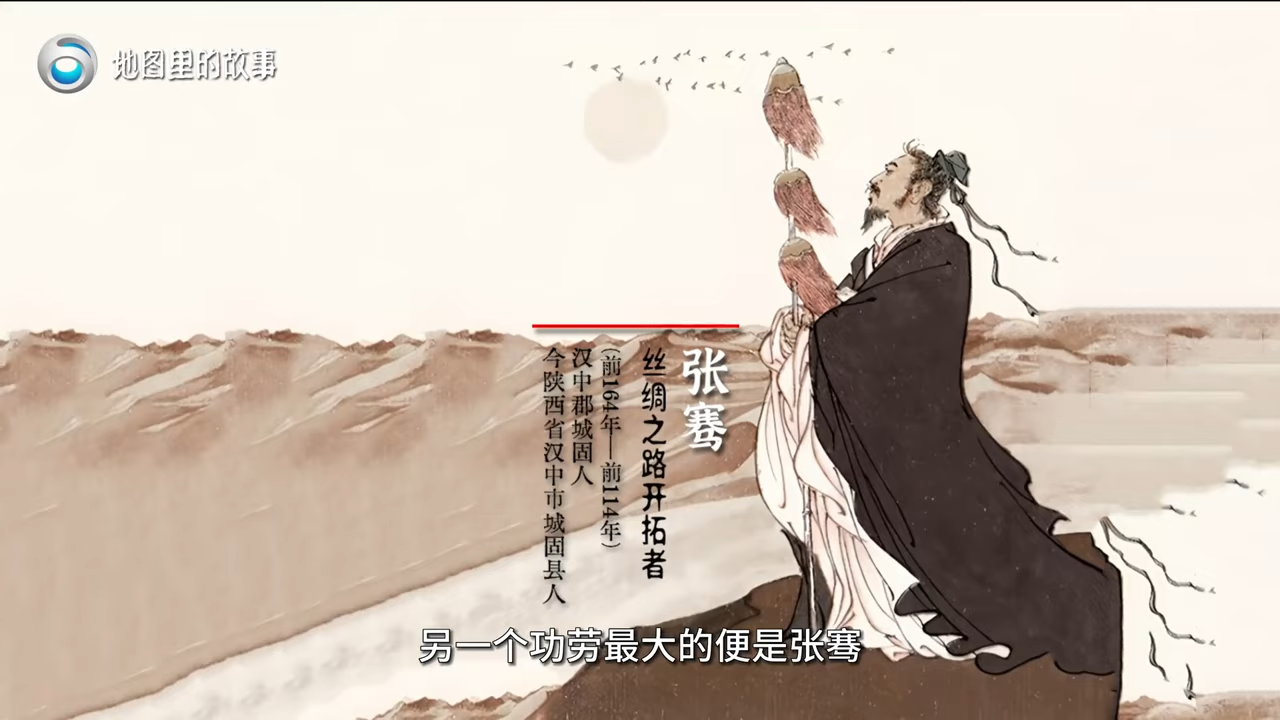 地图里的故事
张骞
丝绸之路开拓者
(前164年——前114年)
汉中郡城固人
今陕西省汉中市城固县人
另一个功劳最大的便是张骞